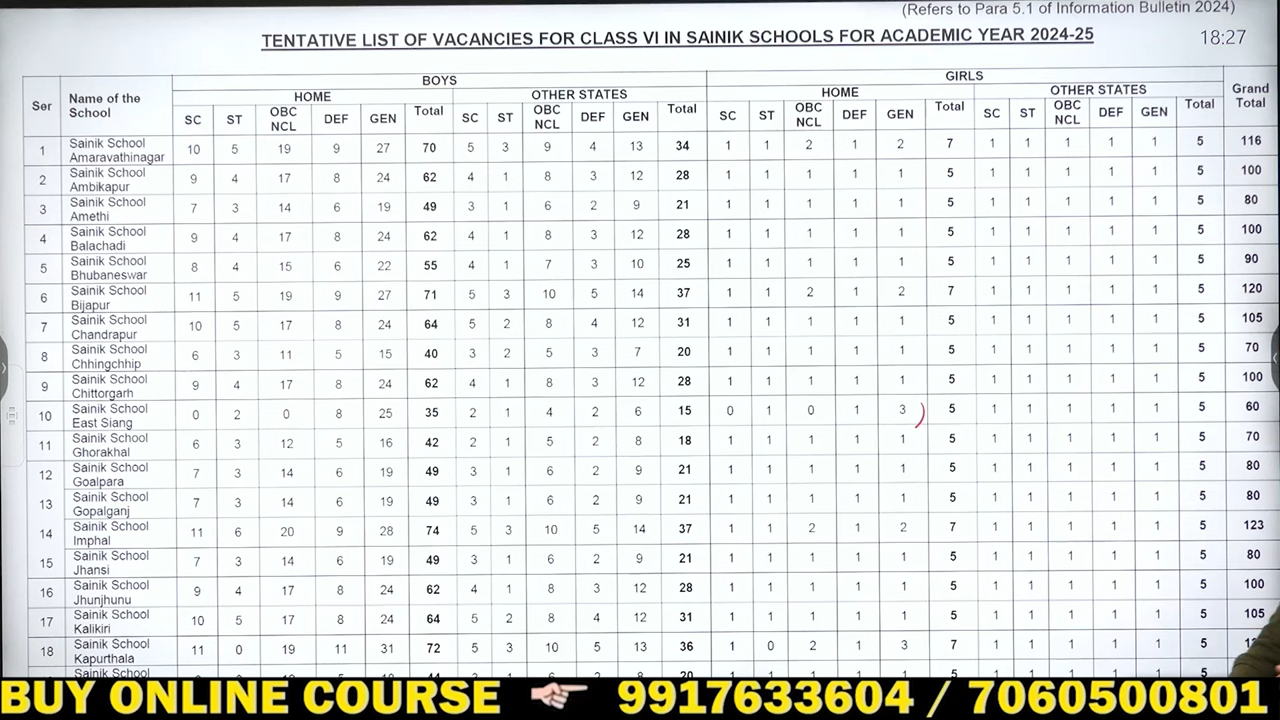 (Refers to Para 5.1 of Information Bulletin 2024)
TENTATIVE LIST OF VACANCIES FOR CLASS VI IN SAINIK SCHOOLS FOR ACADEMIC YEAR 2024-25
18:27
BOYS GIRLS
HOME OTHER STATES HOME OTHER STATES
Ser Name of the School SC ST OBC NCL DEF GEN Total SC ST OBC NCL DEF GEN Total SC ST OBC NCL DEF GEN Total SC ST OBC NCL DEF GEN Total Grand Total
1 Sainik School Amaravathinagar 10 5 19 9 27 70 5 3 9 4 13 34 1 1 2 1 2 7 1 1 1 1 1 5 116
2 Sainik School Ambikapur 9 4 17 8 24 62 4 1 8 3 12 28 1 1 1 1 1 5 1 1 1 1 1 5 100
3 Sainik School Amethi 7 3 14 6 19 49 3 1 6 2 9 21 1 1 1 1 1 5 1 1 1 1 1 5 80
4 Sainik School Balachadi 9 4 17 8 24 62 4 1 8 3 12 28 1 1 1 1 1 5 1 1 1 1 1 5 100
5 Sainik School Bhubaneswar 8 4 15 6 22 55 4 1 7 3 10 25 1 1 1 1 1 5 1 1 1 1 1 5 90
6 Sainik School Bijapur 11 5 19 9 27 71 5 3 10 5 14 37 1 1 2 1 2 7 1 1 1 1 1 5 120
7 Sainik School Chandrapur 10 5 17 8 24 64 5 2 8 4 12 31 1 1 1 1 1 5 1 1 1 1 1 5 105
8 Sainik School Chhingchhip 6 3 11 5 15 40 3 2 5 3 7 20 1 1 1 1 1 5 1 1 1 1 1 5 70
9 Sainik School Chittorgarh 9 4 17 8 24 62 4 1 8 3 12 28 1 1 1 1 1 5 1 1 1 1 1 5 100
10 Sainik School East Siang 0 2 0 8 25 35 2 1 4 2 6 15 0 1 0 1 3 5 1 1 1 1 1 5 60
11 Sainik School Ghorakhal 6 3 12 5 16 42 2 1 5 2 8 18 1 1 1 1 1 5 1 1 1 1 1 5 70
12 Sainik School Goalpara 7 3 14 6 19 49 3 1 6 2 9 21 1 1 1 1 1 5 1 1 1 1 1 5 80
13 Sainik School Gopalganj 7 3 14 6 19 49 3 1 6 2 9 21 1 1 1 1 1 5 1 1 1 1 1 5 80
14 Sainik School Imphal 11 6 20 9 28 74 5 3 10 5 14 37 1 1 2 1 2 7 1 1 1 1 1 5 123
15 Sainik School Jhansi 7 3 14 6 19 49 3 1 6 2 9 21 1 1 1 1 1 5 1 1 1 1 1 5 80
16 Sainik School Jhunjhunu 9 4 17 8 24 62 4 1 8 3 12 28 1 1 1 1 1 5 1 1 1 1 1 5 100
17 Sainik School Kalikiri 10 5 17 8 24 64 5 2 8 4 12 31 1 1 1 1 1 5 1 1 1 1 1 5 105
18 Sainik School Kapurthala 11 0 19 11 31 72 5 3 10 5 13 36 1 0 2 1 3 7 1 1 1 1 1 5
Sainik School
BUY ONLINE COURSE 9917633604 / 7060500801